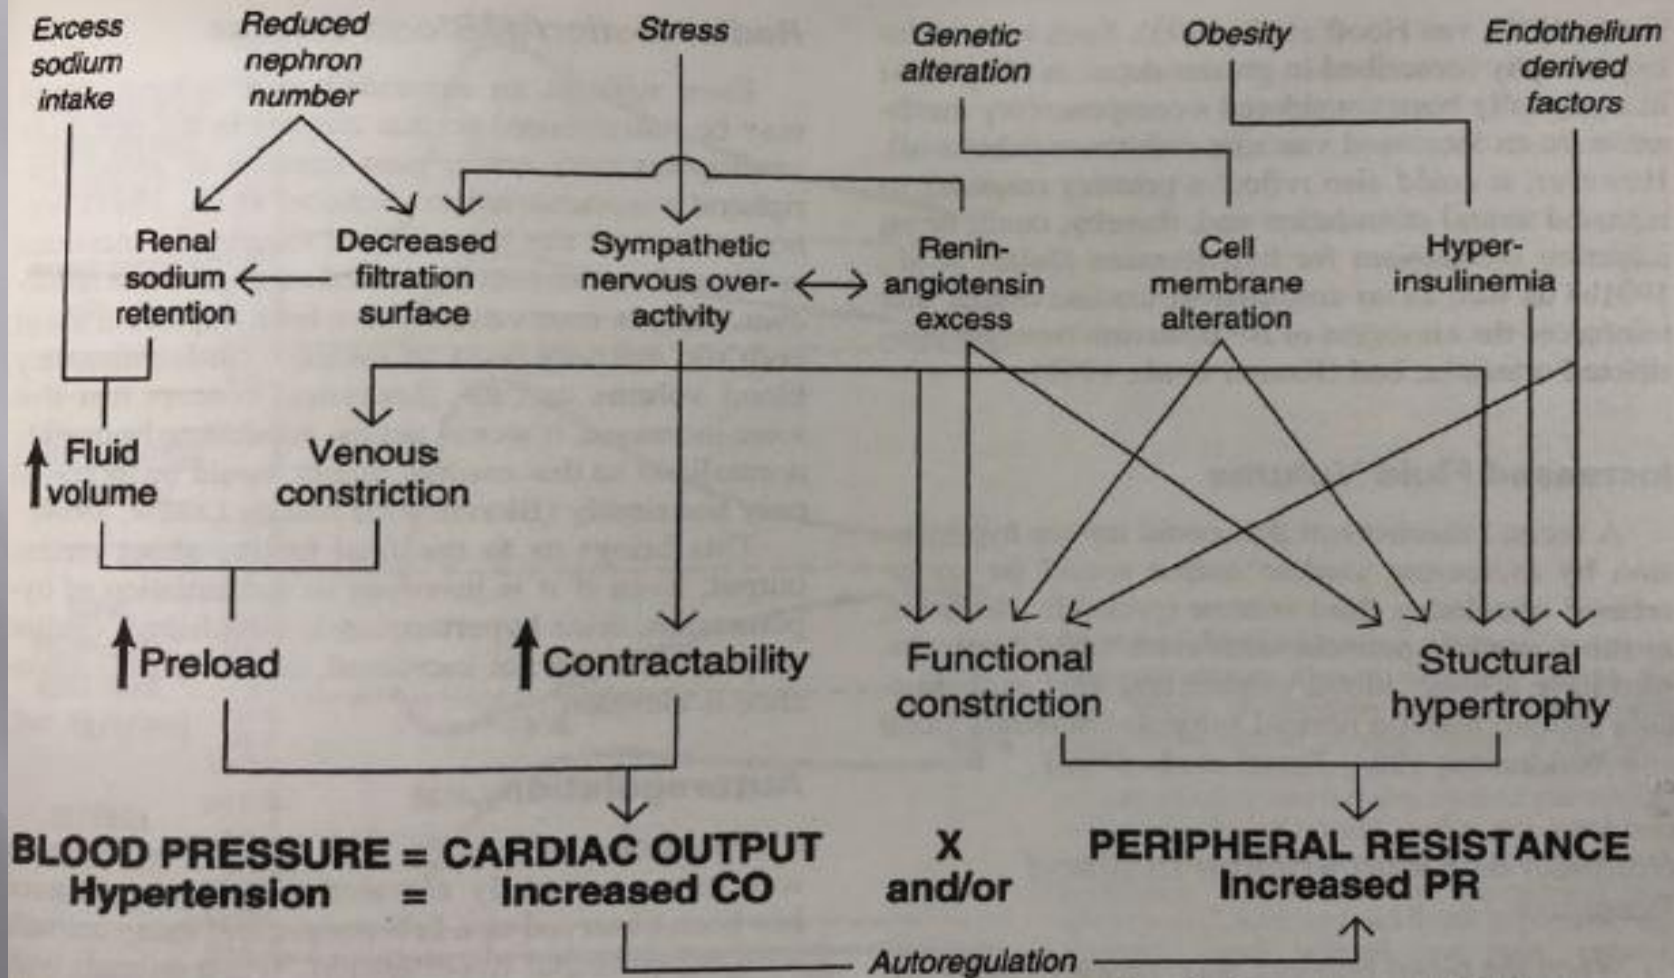 Excess
sodium
intake
Reduced
nephron
number
Stress
Genetic
alteration
Obesity
Endothelium
derived
factors
Renal
sodium
retention
Decreased
filtration
surface
Sympathetic
nervous over-
activity
Renin-
angiotensin
excess
Cell
membrane
alteration
Hyper-
insulinemia
Fluid
volume
Venous
constriction
Preload
Contractability
Functional
constriction
Stuctural
hypertrophy
BLOOD PRESSURE = CARDIAC OUTPUT X PERIPHERAL RESISTANCE
Hypertension = Increased CO and/or Increased PR
Autoregulation